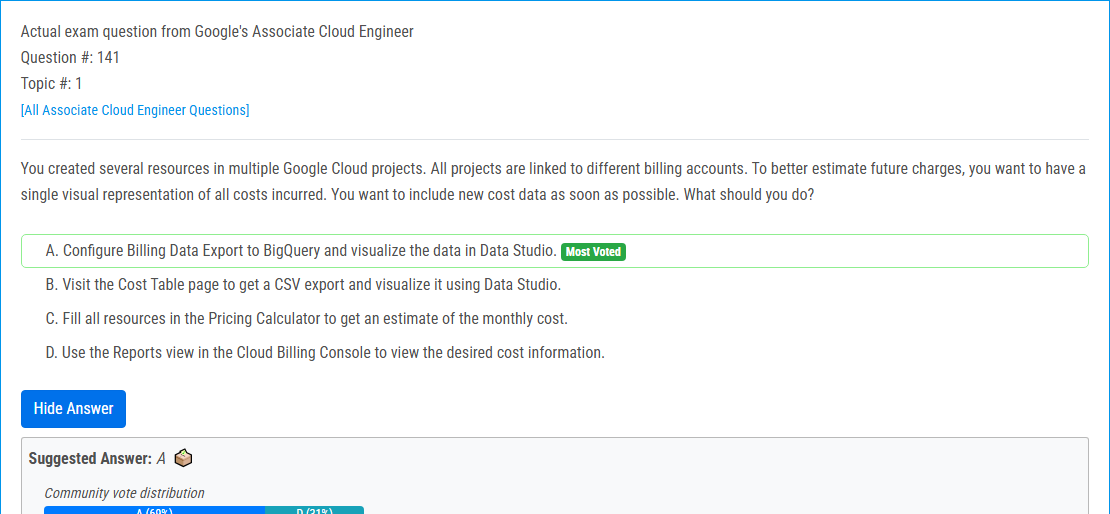 Actual exam question from Google's Associate Cloud Engineer
Question #: 141
Topic #: 1
[All Associate Cloud Engineer Questions]
You created several resources in multiple Google Cloud projects. All projects are linked to different billing accounts. To better estimate future charges, you want to have a
single visual representation of all costs incurred. You want to include new cost data as soon as possible. What should you do?
A. Configure Billing Data Export to BigQuery and visualize the data in Data Studio. Most Voted
B. Visit the Cost Table page to get a CSV export and visualize it using Data Studio.
C. Fill all resources in the Pricing Calculator to get an estimate of the monthly cost.
D. Use the Reports view in the Cloud Billing Console to view the desired cost information.
Hide Answer
Suggested Answer: A
Community vote distribution
A (69%) D (31%)